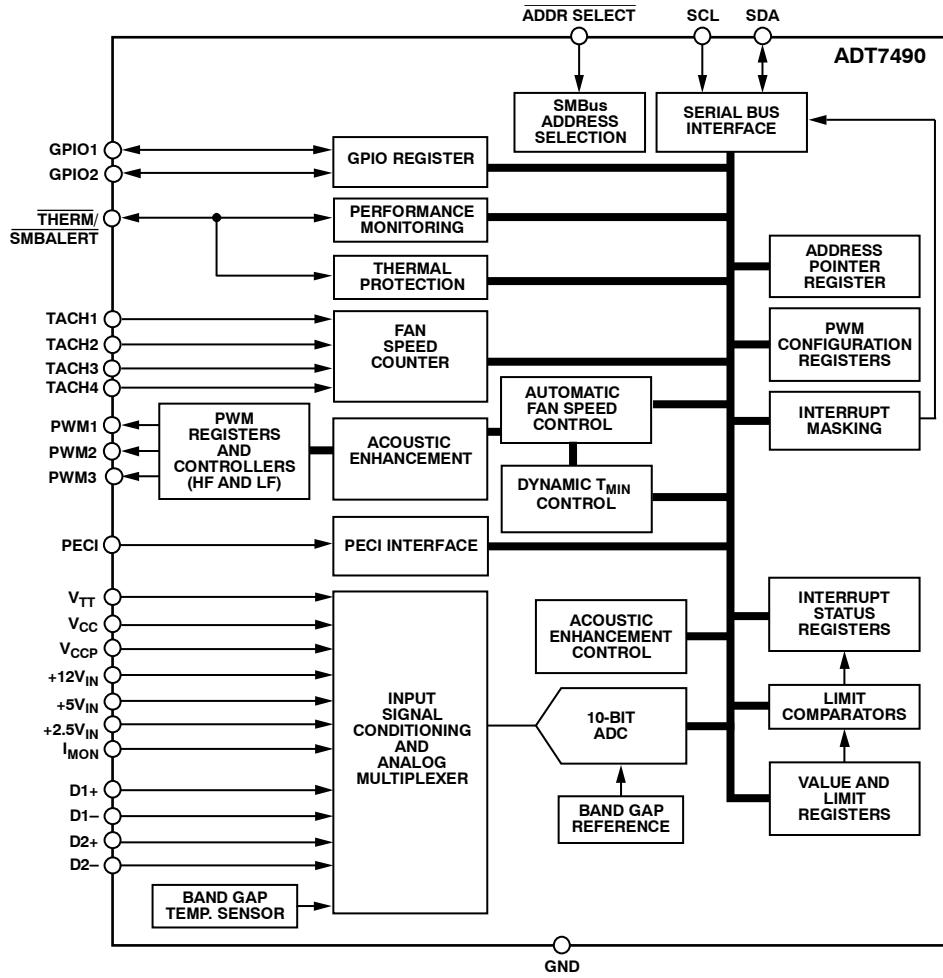 ADDR SELECT
SCL
SDA
ADT7490
SMBus
ADDRESS
SELECTION
SERIAL BUS
INTERFACE
GPIO1
GPIO2
GPIO REGISTER
THERM/
SMBALERT
PERFORMANCE
MONITORING
THERMAL
PROTECTION
ADDRESS
POINTER
REGISTER
TACH1
TACH2
TACH3
TACH4
FAN
SPEED
COUNTER
PWM
CONFIGURATION
REGISTERS
AUTOMATIC
FAN SPEED
CONTROL
INTERRUPT
MASKING
PWM1
PWM2
PWM3
PWM
REGISTERS
AND
CONTROLLERS
(HF AND LF)
ACOUSTIC
ENHANCEMENT
DYNAMIC TMIN
CONTROL
PECI
PECI INTERFACE
VTT
VCC
VCCP
+12VIN
+5VIN
+2.5VIN
IMON
D1+
D1–
D2+
D2–
INPUT
SIGNAL
CONDITIONING
AND
ANALOG
MULTIPLEXER
ACOUSTIC
ENHANCEMENT
CONTROL
INTERRUPT
STATUS
REGISTERS
10-BIT
ADC
LIMIT
COMPARATORS
BAND GAP
REFERENCE
VALUE AND
LIMIT
REGISTERS
BAND GAP
TEMP. SENSOR
GND